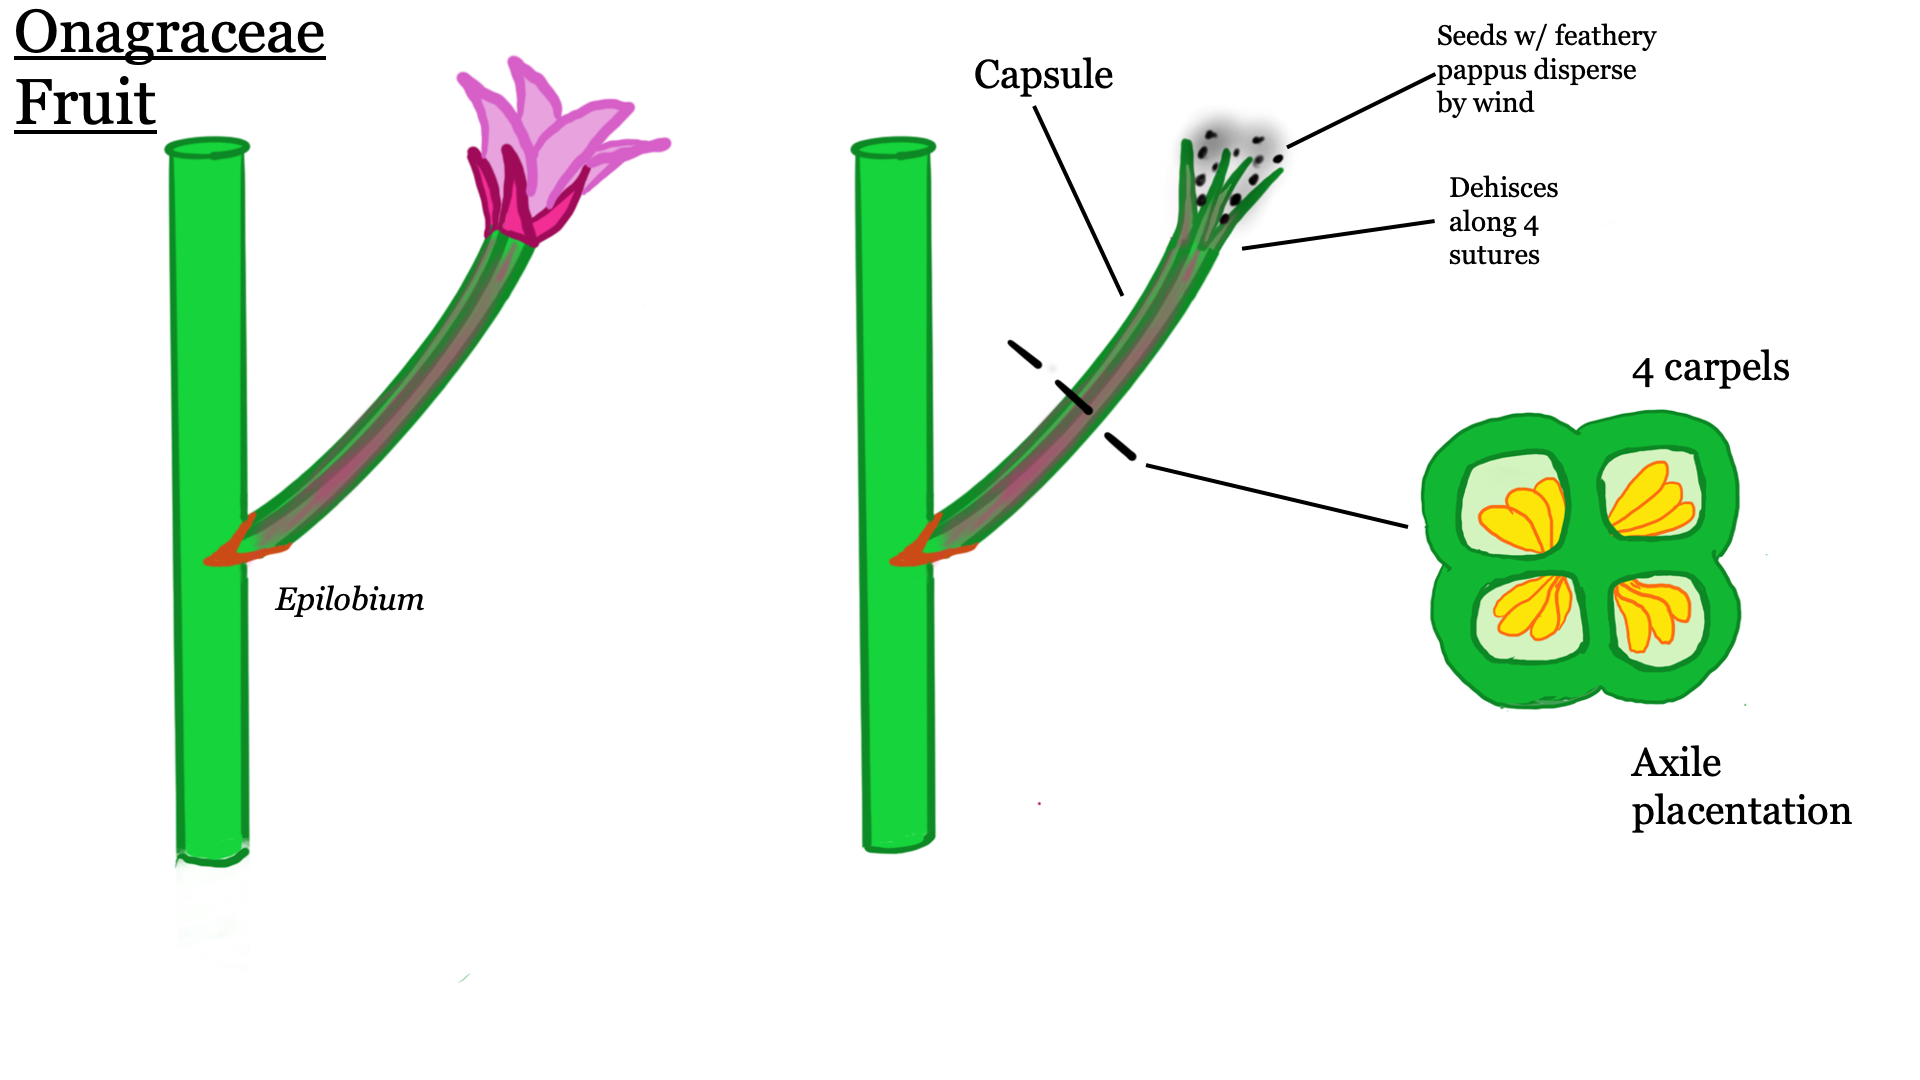 Onagraceae
Fruit
Capsule
Seeds w/ feathery
pappus disperse
by wind
Dehisces
along 4
sutures
4 carpels
Epilobium
Axile
placentation